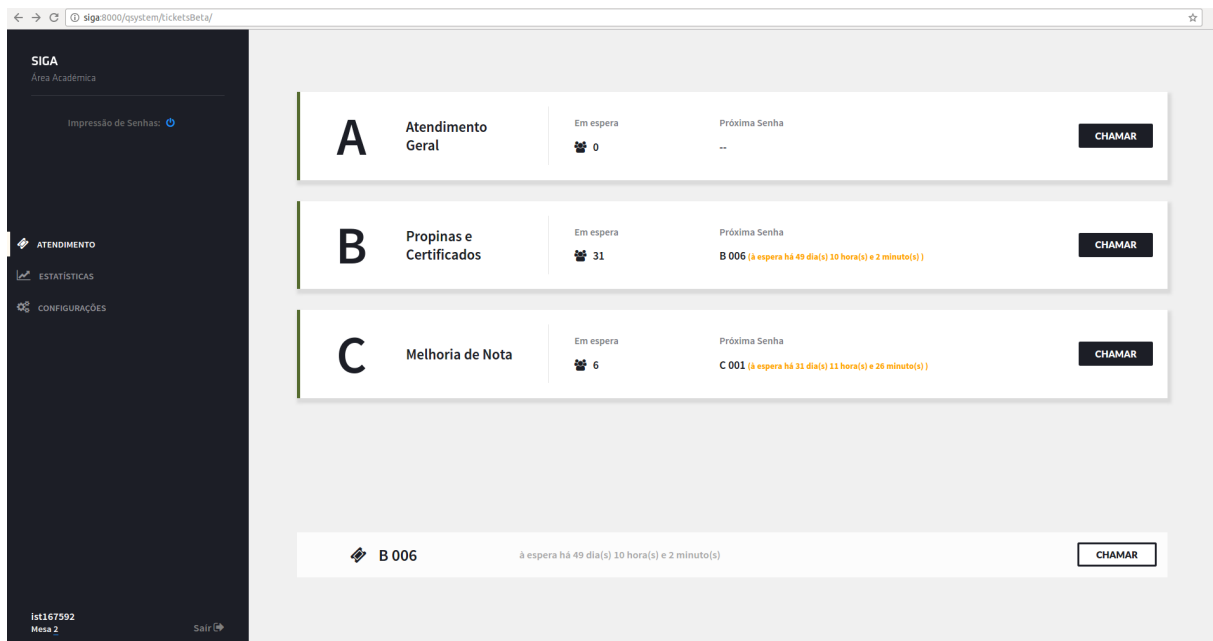 siga:8000/qsystem/ticketsBeta/
SIGA
Área Académica
Impressão de Senhas:
ATENDIMENTO
ESTATÍSTICAS
CONFIGURAÇÕES
ist167592
Mesa 2
Sair
A
Atendimento
Geral
Em espera
0
Próxima Senha
--
CHAMAR
B
Propinas e
Certificados
Em espera
31
Próxima Senha
B 006 (à espera há 49 dia(s) 10 hora(s) e 2 minuto(s) )
CHAMAR
C
Melhoria de Nota
Em espera
6
Próxima Senha
C 001 (à espera há 31 dia(s) 11 hora(s) e 26 minuto(s) )
CHAMAR
B 006
à espera há 49 dia(s) 10 hora(s) e 2 minuto(s)
CHAMAR